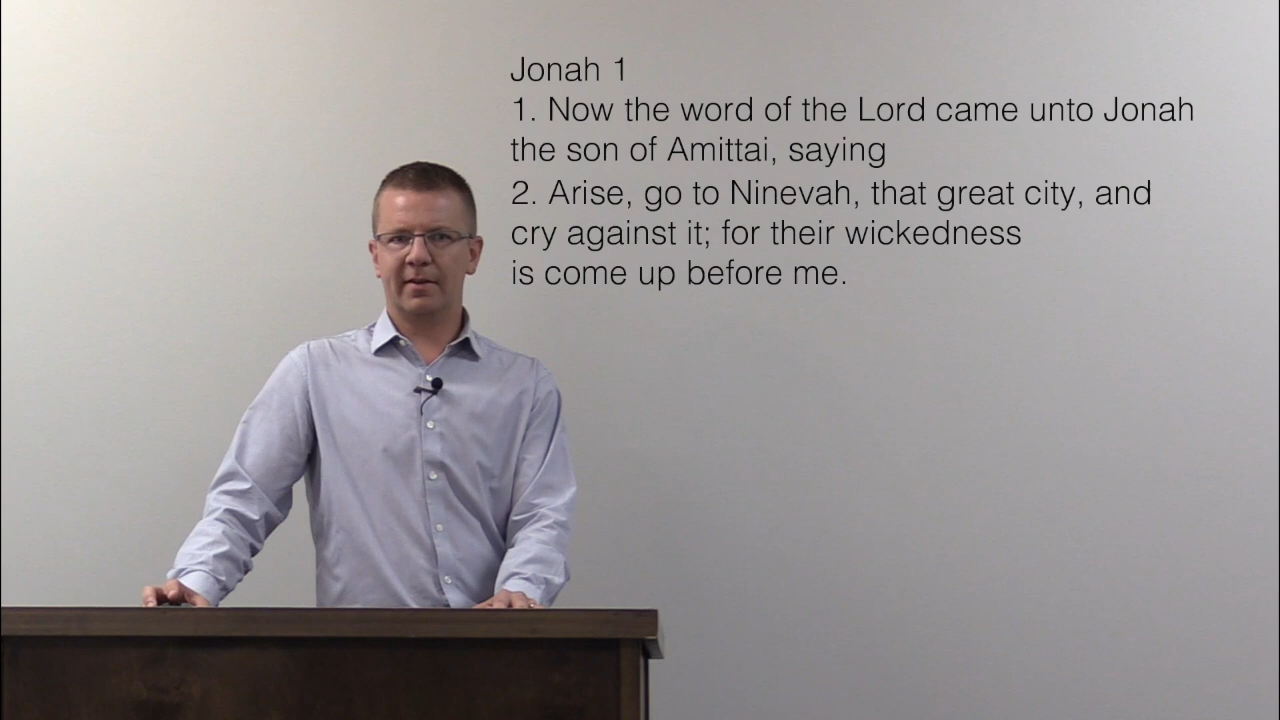 Jonah 1
1. Now the word of the Lord came unto Jonah
the son of Amittai, saying
2. Arise, go to Ninevah, that great city, and
cry against it; for their wickedness
is come up before me.